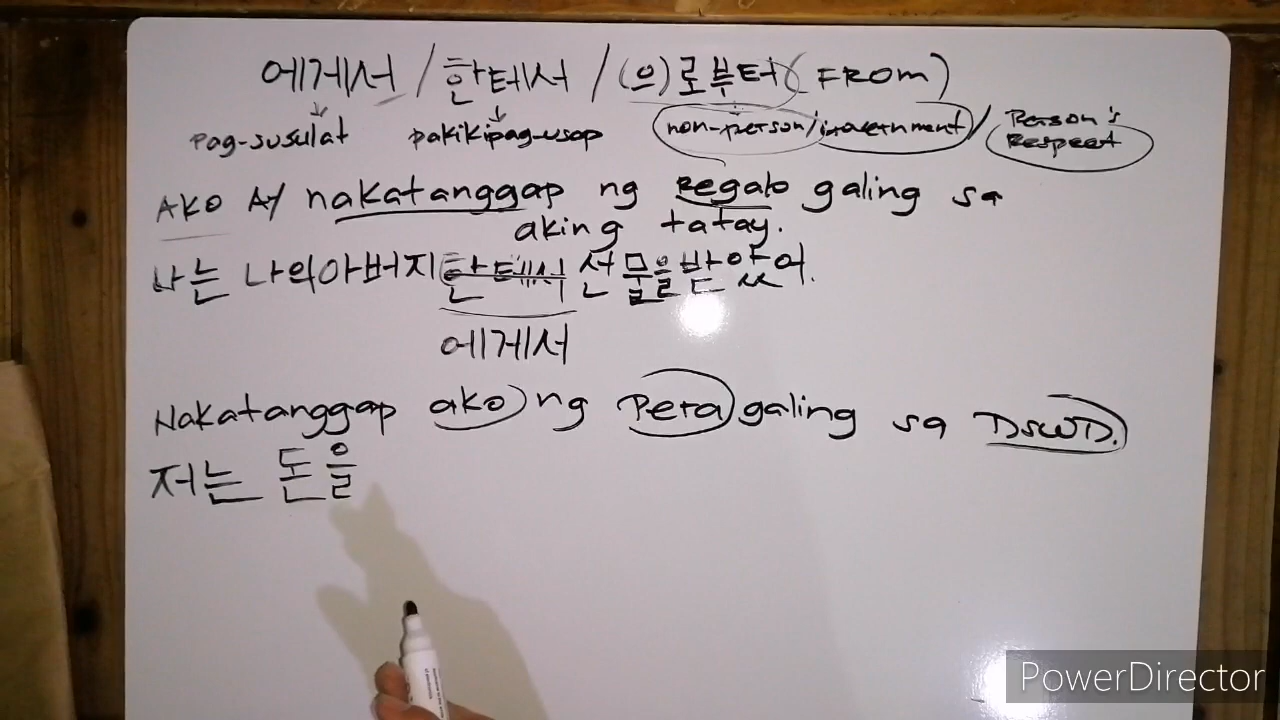 에게서 / 한테서 / (으)로부터 (FROM)
pag-susulat pakikipag-usap non-person/government / Person's Respect
AKO AY nakatanggap ng Regalo galing sa
aking tatay.
나는 나의아버지한테서 선물을받았어.
에게서
Nakatanggap ako ng Pera galing sa DSWD.
저는 돈을
PowerDirector